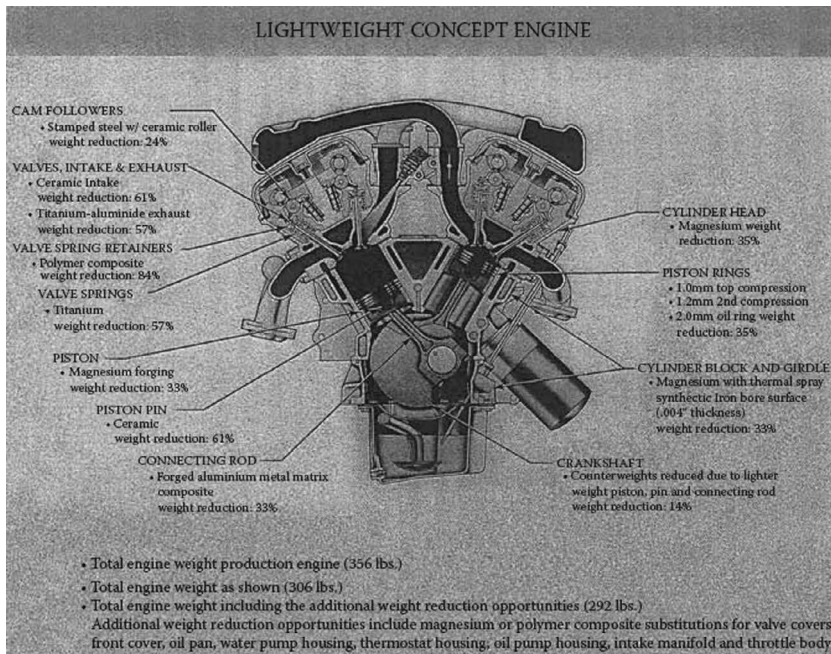 LIGHTWEIGHT CONCEPT ENGINE
CAM FOLLOWERS
• Stamped steel w/ ceramic roller
weight reduction: 24%
VALVES, INTAKE & EXHAUST
• Ceramic Intake
weight reduction: 61%
• Titanium-aluminide exhaust
weight reduction: 57%
VALVE SPRING RETAINERS
• Polymer composite
weight reduction: 84%
VALVE SPRINGS
• Titanium
weight reduction: 57%
PISTON
• Magnesium forging
weight reduction: 33%
PISTON PIN
• Ceramic
weight reduction: 61%
CONNECTING ROD
• Forged aluminium metal matrix
composite
weight reduction: 33%
CYLINDER HEAD
• Magnesium weight
reduction: 35%
PISTON RINGS
• 1.0mm top compression
• 1.2mm 2nd compression
• 2.0mm oil ring weight
reduction: 35%
CYLINDER BLOCK AND GIRDLE
• Magnesium with thermal spray
synthectic Iron bore surface
(.004" thickness)
weight reduction: 33%
CRANKSHAFT
• Counterweights reduced due to lighter
weight piston, pin and connecting rod
weight reduction: 14%
• Total engine weight production engine (356 lbs.)
• Total engine weight as shown (306 lbs.)
• Total engine weight including the additional weight reduction opportunities (292 lbs.)
Additional weight reduction opportunities include magnesium or polymer composite substitutions for valve covers
front cover, oil pan, water pump housing, thermostat housing, oil pump housing, intake manifold and throttle body